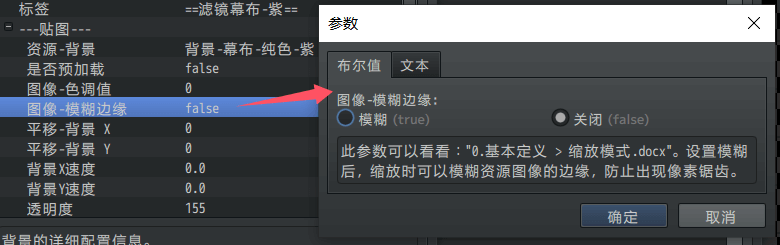 标签 ==滤镜幕布-紫==
---贴图---
资源-背景 背景-幕布-纯色-紫
是否预加载 false
图像-色调值 0
图像-模糊边缘 false
平移-背景 X 0
平移-背景 Y 0
背景X速度 0.0
背景Y速度 0.0
透明度 155
背景的详细配置信息。
参数
布尔值 文本
图像-模糊边缘:
模糊 (true) 关闭 (false)
此参数可以看看："0.基本定义 > 缩放模式.docx"。设置模糊
后，缩放时可以模糊资源图像的边缘，防止出现像素锯齿。
确定 取消